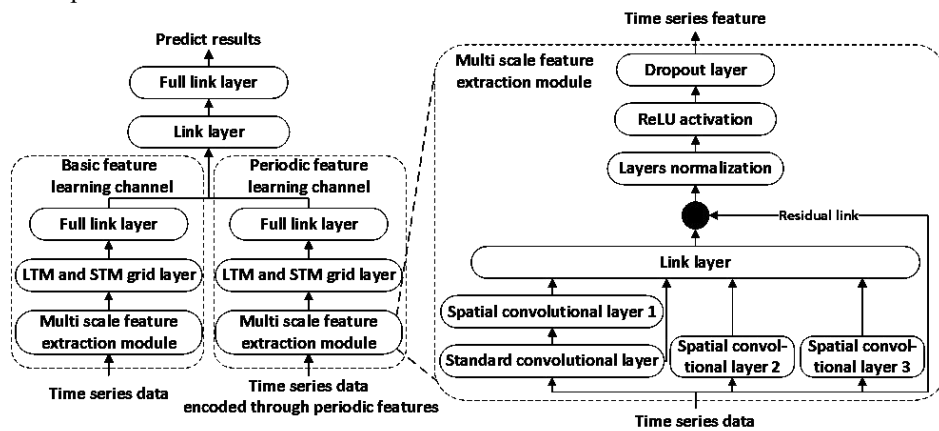 Predict results
Full link layer
Link layer
Basic feature
learning channel
Full link layer
LTM and STM grid layer
Multi scale feature
extraction module
Time series data
Periodic feature
learning channel
Full link layer
LTM and STM grid layer
Multi scale feature
extraction module
Time series data
encoded through periodic features
Time series feature
Multi scale feature
extraction module
Dropout layer
ReLU activation
Layers normalization
Residual link
Link layer
Spatial convolutional layer 1
Standard convolutional layer
Spatial convolu-
tional layer 2
Spatial convolu-
tional layer 3
Time series data